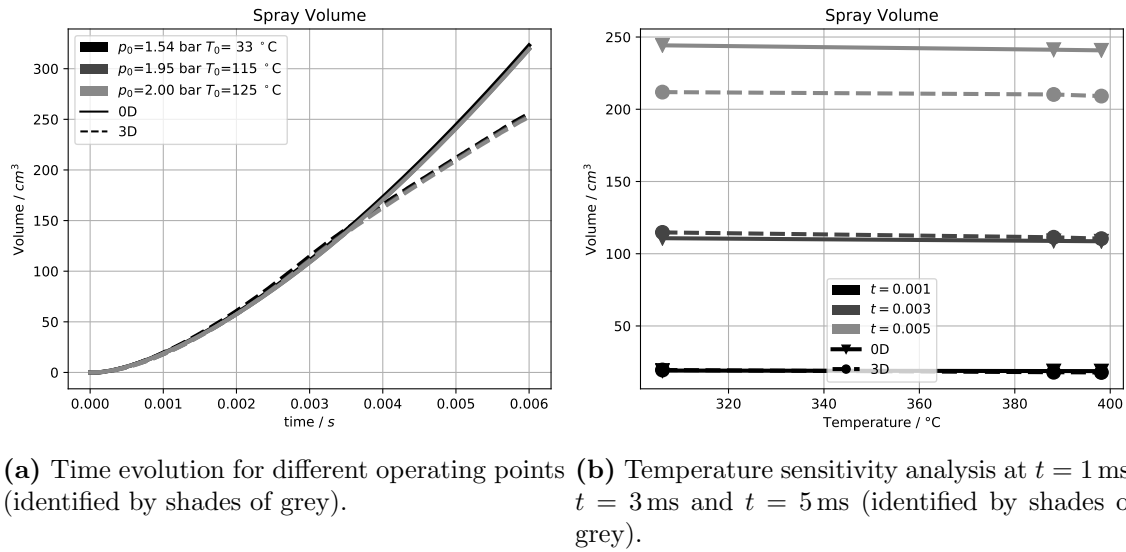 Spray Volume
p₀=1.54 bar T₀= 33 °C
p₀=1.95 bar T₀=115 °C
p₀=2.00 bar T₀=125 °C
0D
3D
300
250
200
150
100
50
0
Volume / cm³
0.000 0.001 0.002 0.003 0.004 0.005 0.006
time / s
Spray Volume
250
200
150
100
50
Volume / cm³
t = 0.001
t = 0.003
t = 0.005
0D
3D
320 340 360 380 400
Temperature / °C
(a) Time evolution for different operating points
(identified by shades of grey).
(b) Temperature sensitivity analysis at t = 1 ms
t = 3 ms and t = 5 ms (identified by shades o
grey).